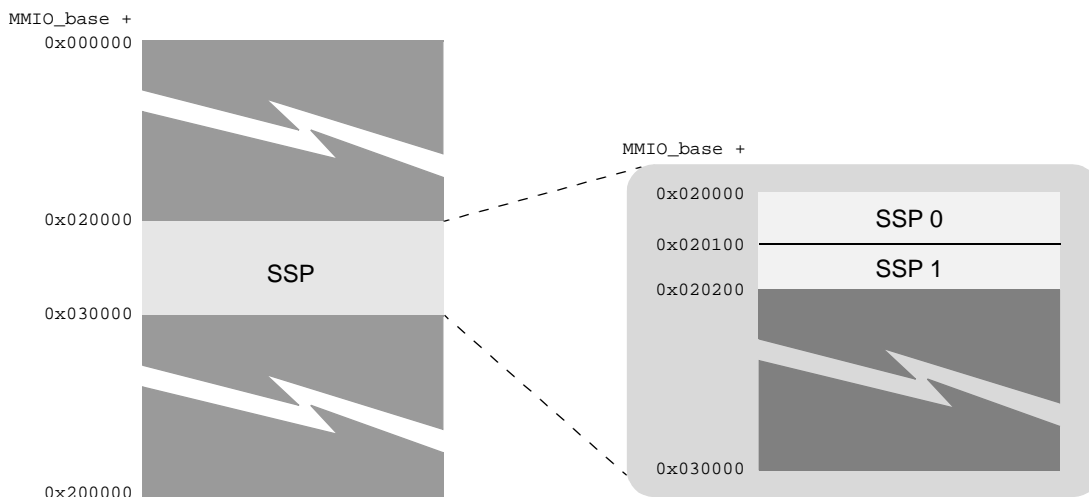 MMIO_base +
0x000000
0x020000
SSP
0x030000
0x200000
MMIO_base +
0x020000
SSP 0
0x020100
SSP 1
0x020200
0x030000